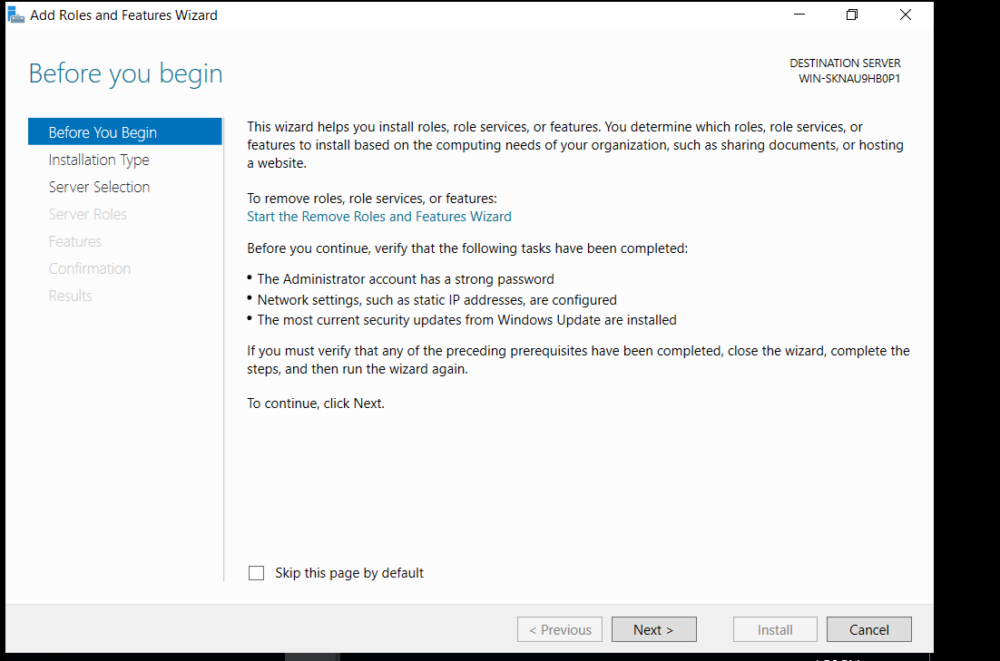 Add Roles and Features Wizard
Before you begin
DESTINATION SERVER
WIN-SKNAU9HB0P1
Before You Begin
Installation Type
Server Selection
Server Roles
Features
Confirmation
Results
This wizard helps you install roles, role services, or features. You determine which roles, role services, or
features to install based on the computing needs of your organization, such as sharing documents, or hosting
a website.
To remove roles, role services, or features:
Start the Remove Roles and Features Wizard
Before you continue, verify that the following tasks have been completed:
• The Administrator account has a strong password
• Network settings, such as static IP addresses, are configured
• The most current security updates from Windows Update are installed
If you must verify that any of the preceding prerequisites have been completed, close the wizard, complete the
steps, and then run the wizard again.
To continue, click Next.
Skip this page by default
< Previous
Next >
Install
Cancel